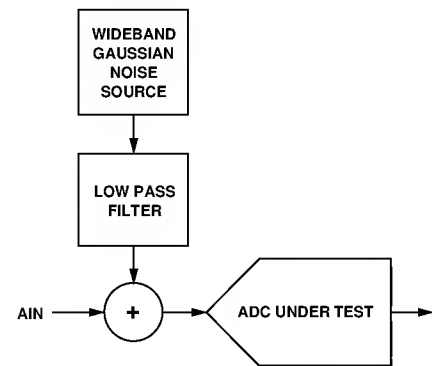 WIDEBAND
GAUSSIAN
NOISE
SOURCE
LOW PASS
FILTER
AIN
+
ADC UNDER TEST